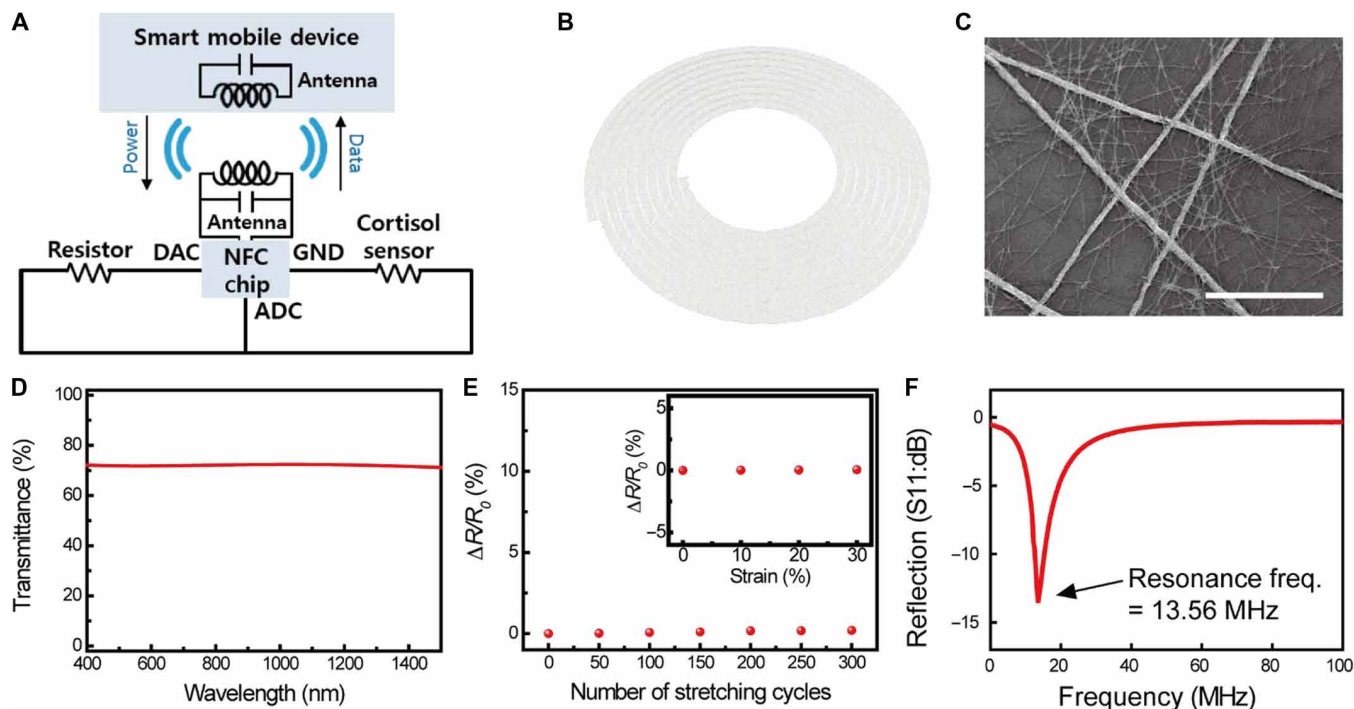 A
Smart mobile device
Antenna
Power
Data
Antenna
Resistor
DAC
NFC
chip
GND
Cortisol
sensor
ADC
B
C
D
Transmittance (%)
100
80
60
40
20
0
400
600
800
1000
1200
1400
Wavelength (nm)
E
ΔR/R0 (%)
15
10
5
0
0
50
100
150
200
250
300
Number of stretching cycles
ΔR/R0 (%)
5
0
−5
0
10
20
30
Strain (%)
F
Reflection (S11:dB)
0
−5
−10
−15
0
20
40
60
80
100
Frequency (MHz)
Resonance freq.
= 13.56 MHz